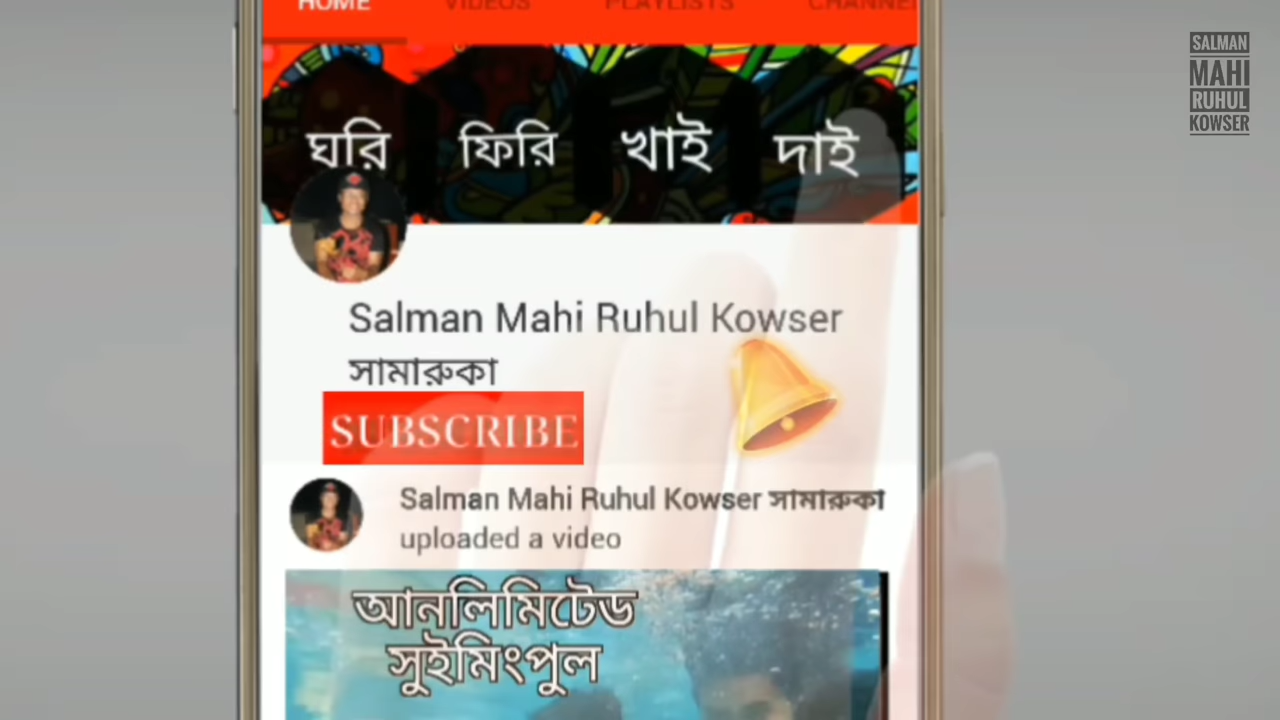 HOME VIDEOS PLAYLISTS CHANNEL
SALMAN
MAHI
RUHUL
KOWSER
ঘরি ফিরি খাই দাই
Salman Mahi Ruhul Kowser
সামারুকা
SUBSCRIBE
Salman Mahi Ruhul Kowser সামারুকা
uploaded a video
আনলিমিটেড
সুইমিংপুল